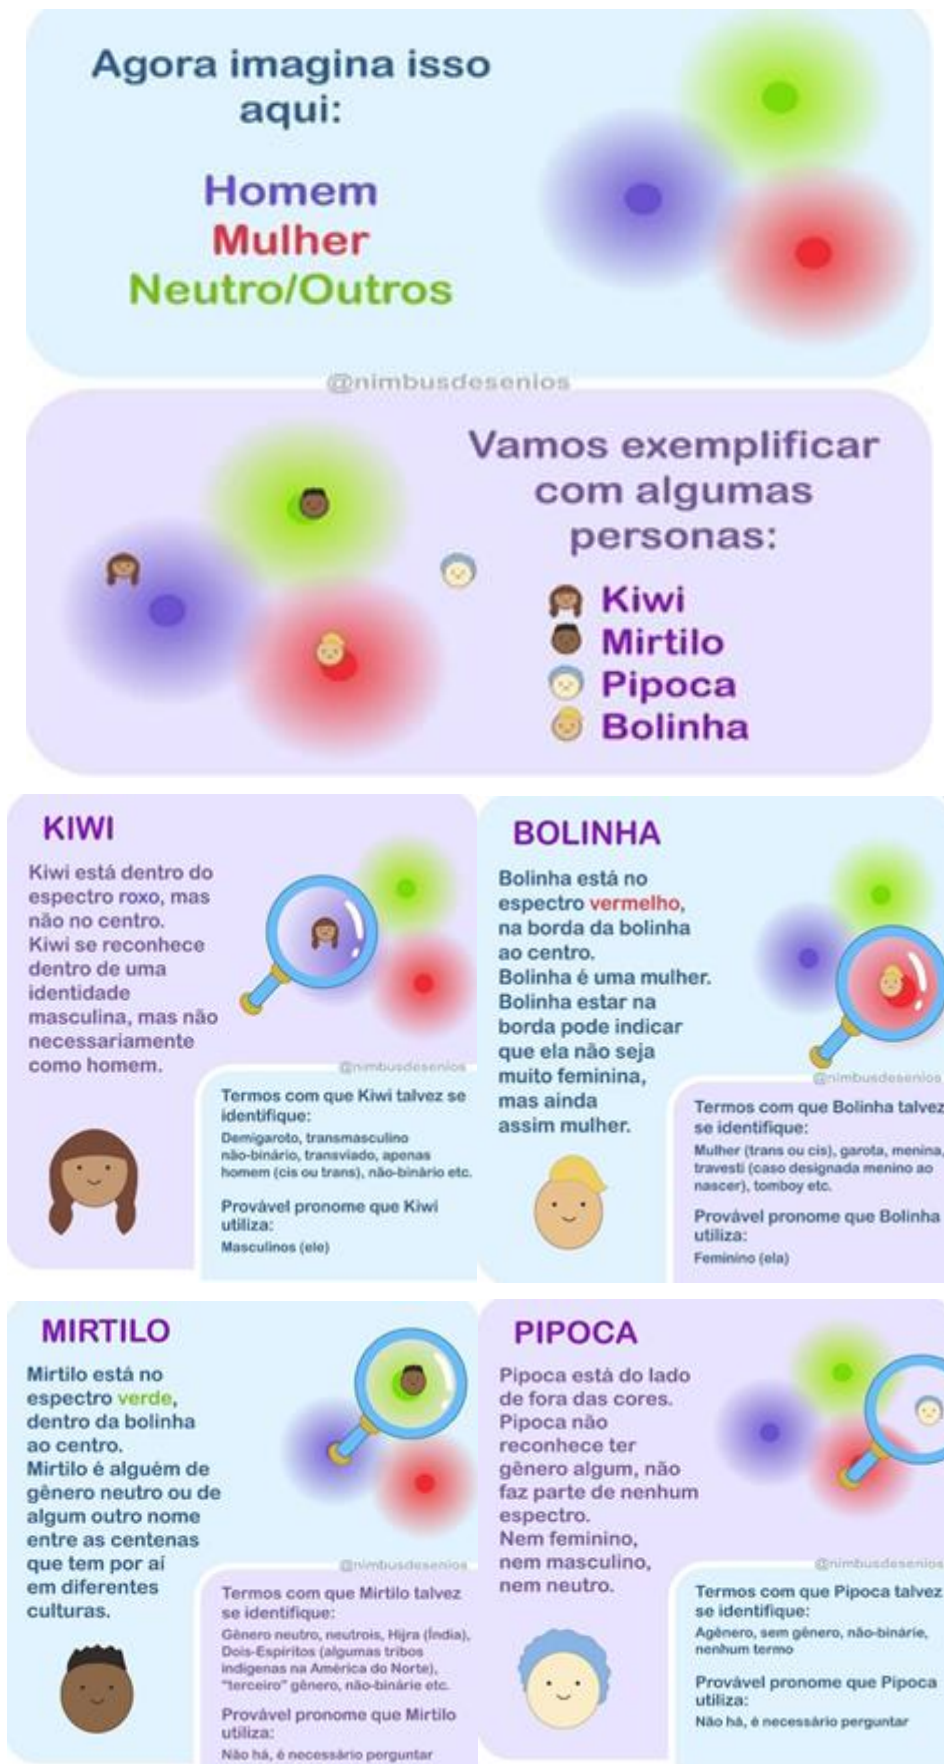 Agora imagina isso
aqui:
Homem
Mulher
Neutro/Outros
@nimbusdesenios
Vamos exemplificar
com algumas
personas:
Kiwi
Mirtilo
Pipoca
Bolinha
KIWI
Kiwi está dentro do
espectro roxo, mas
não no centro.
Kiwi se reconhece
dentro de uma
identidade
masculina, mas não
necessariamente
como homem.
@nimbusdesenios
Termos com que Kiwi talvez se
identifique:
Demigaroto, transmasculino
não-binário, transviado, apenas
homem (cis ou trans), não-binário etc.
Provável pronome que Kiwi
utiliza:
Masculinos (ele)
BOLINHA
Bolinha está no
espectro vermelho,
na borda da bolinha
ao centro.
Bolinha é uma mulher.
Bolinha estar na
borda pode indicar
que ela não seja
muito feminina,
mas ainda
assim mulher.
@nimbusdesenios
Termos com que Bolinha talvez
se identifique:
Mulher (trans ou cis), garota, menina,
travesti (caso designada menino ao
nascer), tomboy etc.
Provável pronome que Bolinha
utiliza:
Feminino (ela)
MIRTILO
Mirtilo está no
espectro verde,
dentro da bolinha
ao centro.
Mirtilo é alguém de
gênero neutro ou de
algum outro nome
entre as centenas
que tem por aí
em diferentes
culturas.
@nimbusdesenios
Termos com que Mirtilo talvez
se identifique:
Gênero neutro, neutrois, Hijra (Índia),
Dois-Espíritos (algumas tribos
indígenas na América do Norte),
"terceiro" gênero, não-binárie etc.
Provável pronome que Mirtilo
utiliza:
Não há, é necessário perguntar
PIPOCA
Pipoca está do lado
de fora das cores.
Pipoca não
reconhece ter
gênero algum, não
faz parte de nenhum
espectro.
Nem feminino,
nem masculino,
nem neutro.
@nimbusdesenios
Termos com que Pipoca talvez
se identifique:
Agênero, sem gênero, não-binárie,
nenhum termo
Provável pronome que Pipoca
utiliza:
Não há, é necessário perguntar